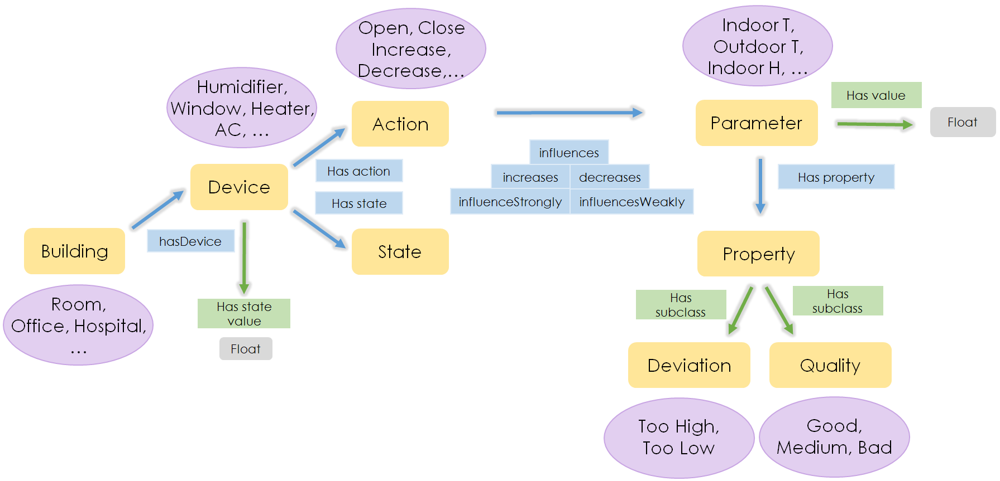 Open, Close
Increase,
Decrease,...
Indoor T,
Outdoor T,
Indoor H, ...
Humidifier,
Window, Heater,
AC, ...
Has value
Action
Parameter
Float
influences
Has action
increases
decreases
Has property
Device
Has state
influenceStrongly
influencesWeakly
hasDevice
Building
State
Property
Room,
Office, Hospital,
...
Has state
value
Float
Has
subclass
Has
subclass
Deviation
Quality
Too High,
Too Low
Good,
Medium, Bad